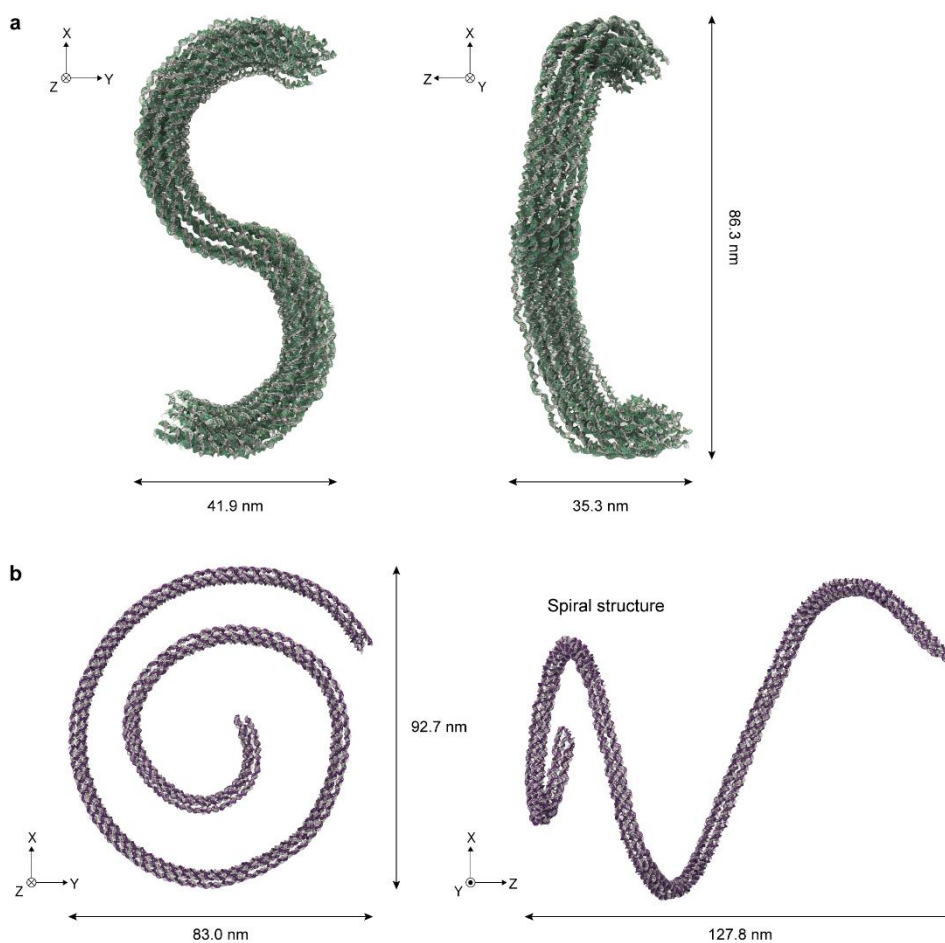 a
X
Z
Y
X
Z
Y
86.3 nm
41.9 nm
35.3 nm
b
Spiral structure
92.7 nm
X
Z
Y
X
Y
Z
83.0 nm
127.8 nm